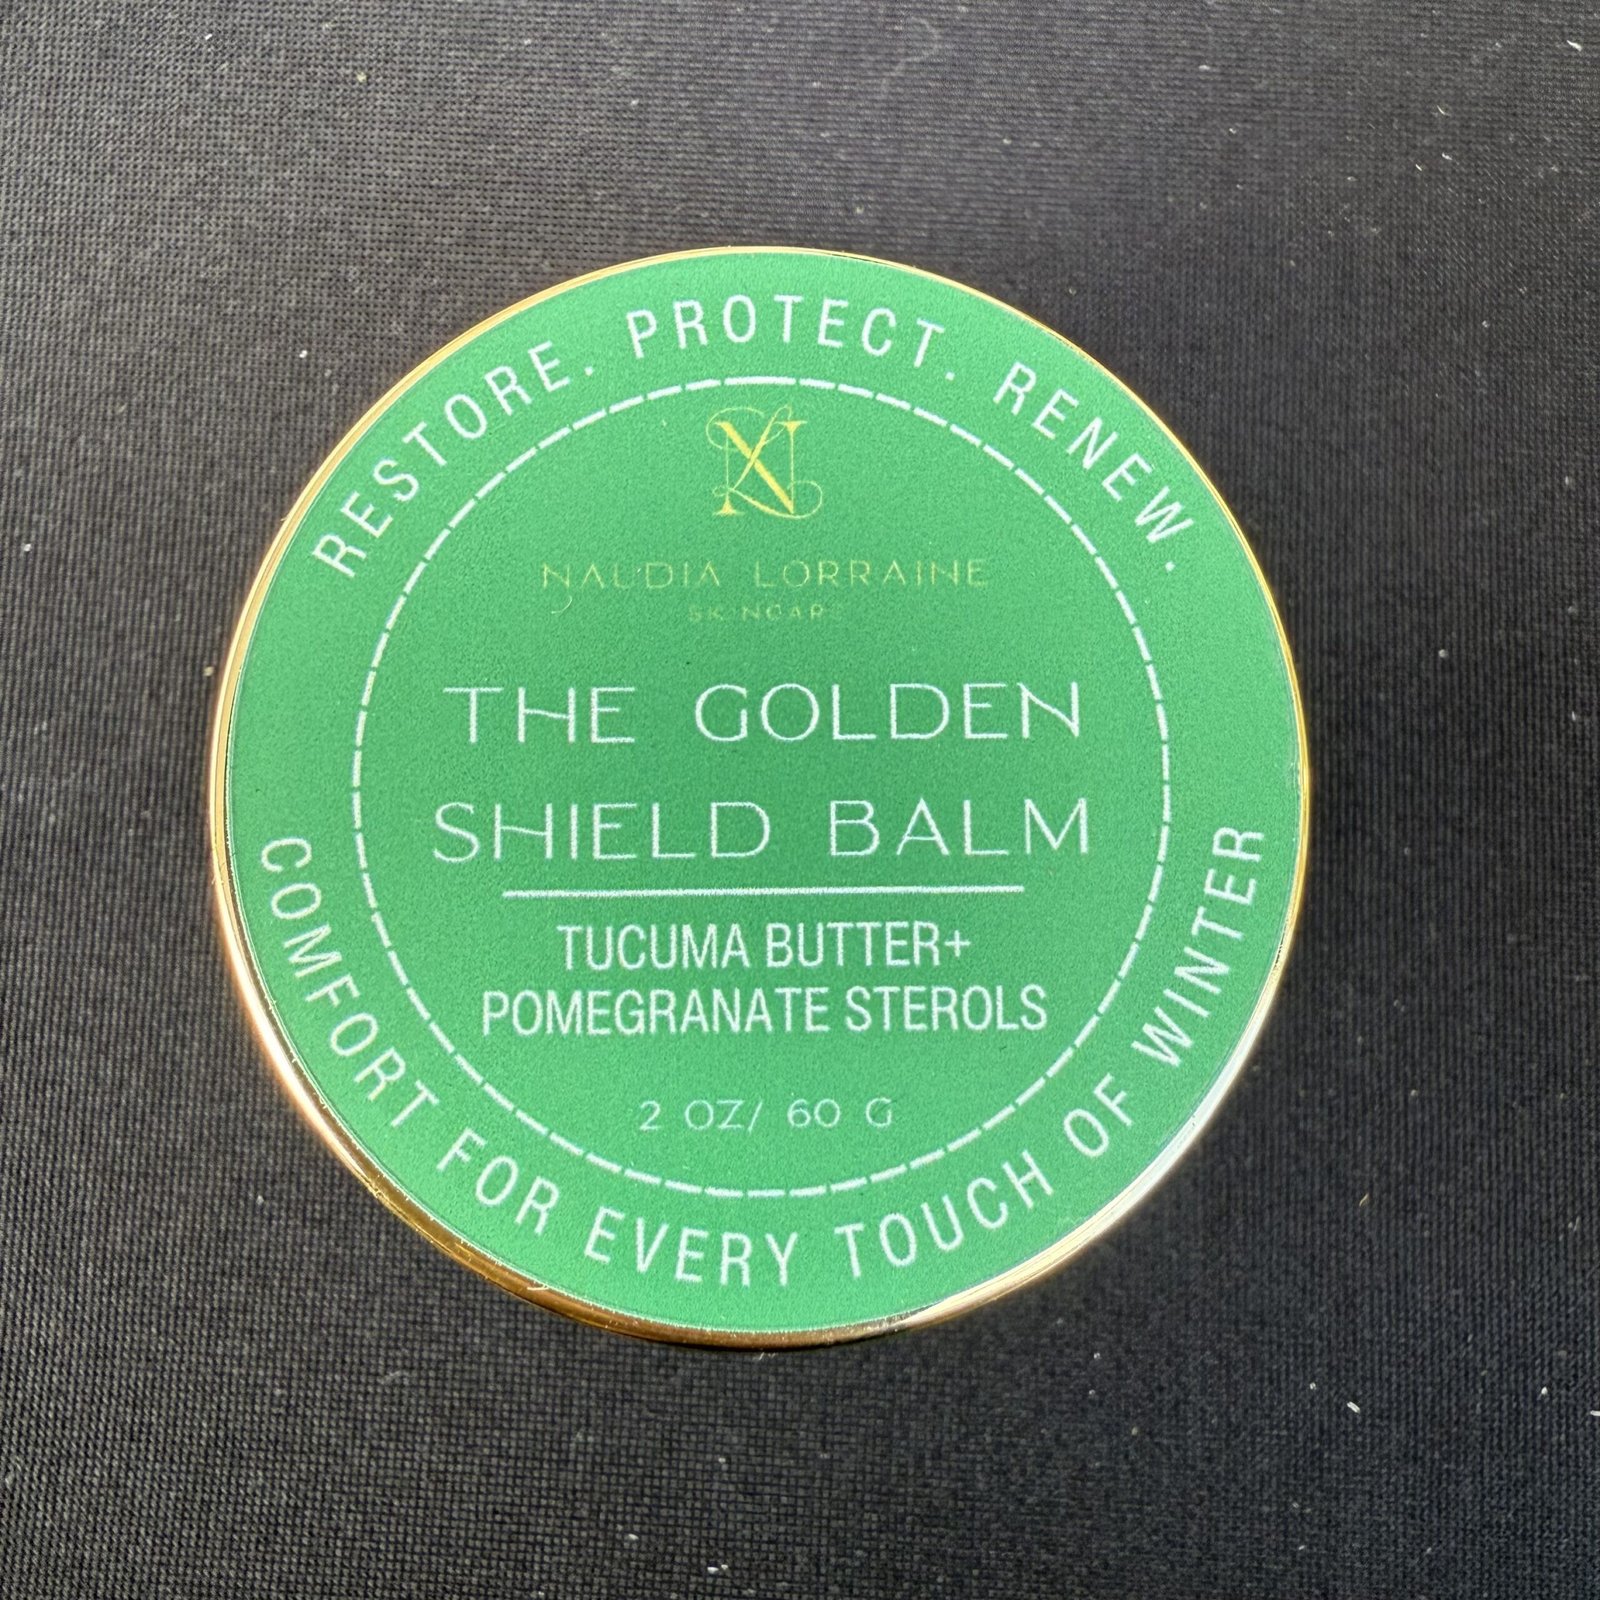 RESTORE. PROTECT. RENEW.
NL
NAUDIA LORRAINE
SKINCARE
THE GOLDEN
SHIELD BALM
TUCUMA BUTTER+
POMEGRANATE STEROLS
2 OZ/ 60 G
COMFORT FOR EVERY TOUCH OF WINTER